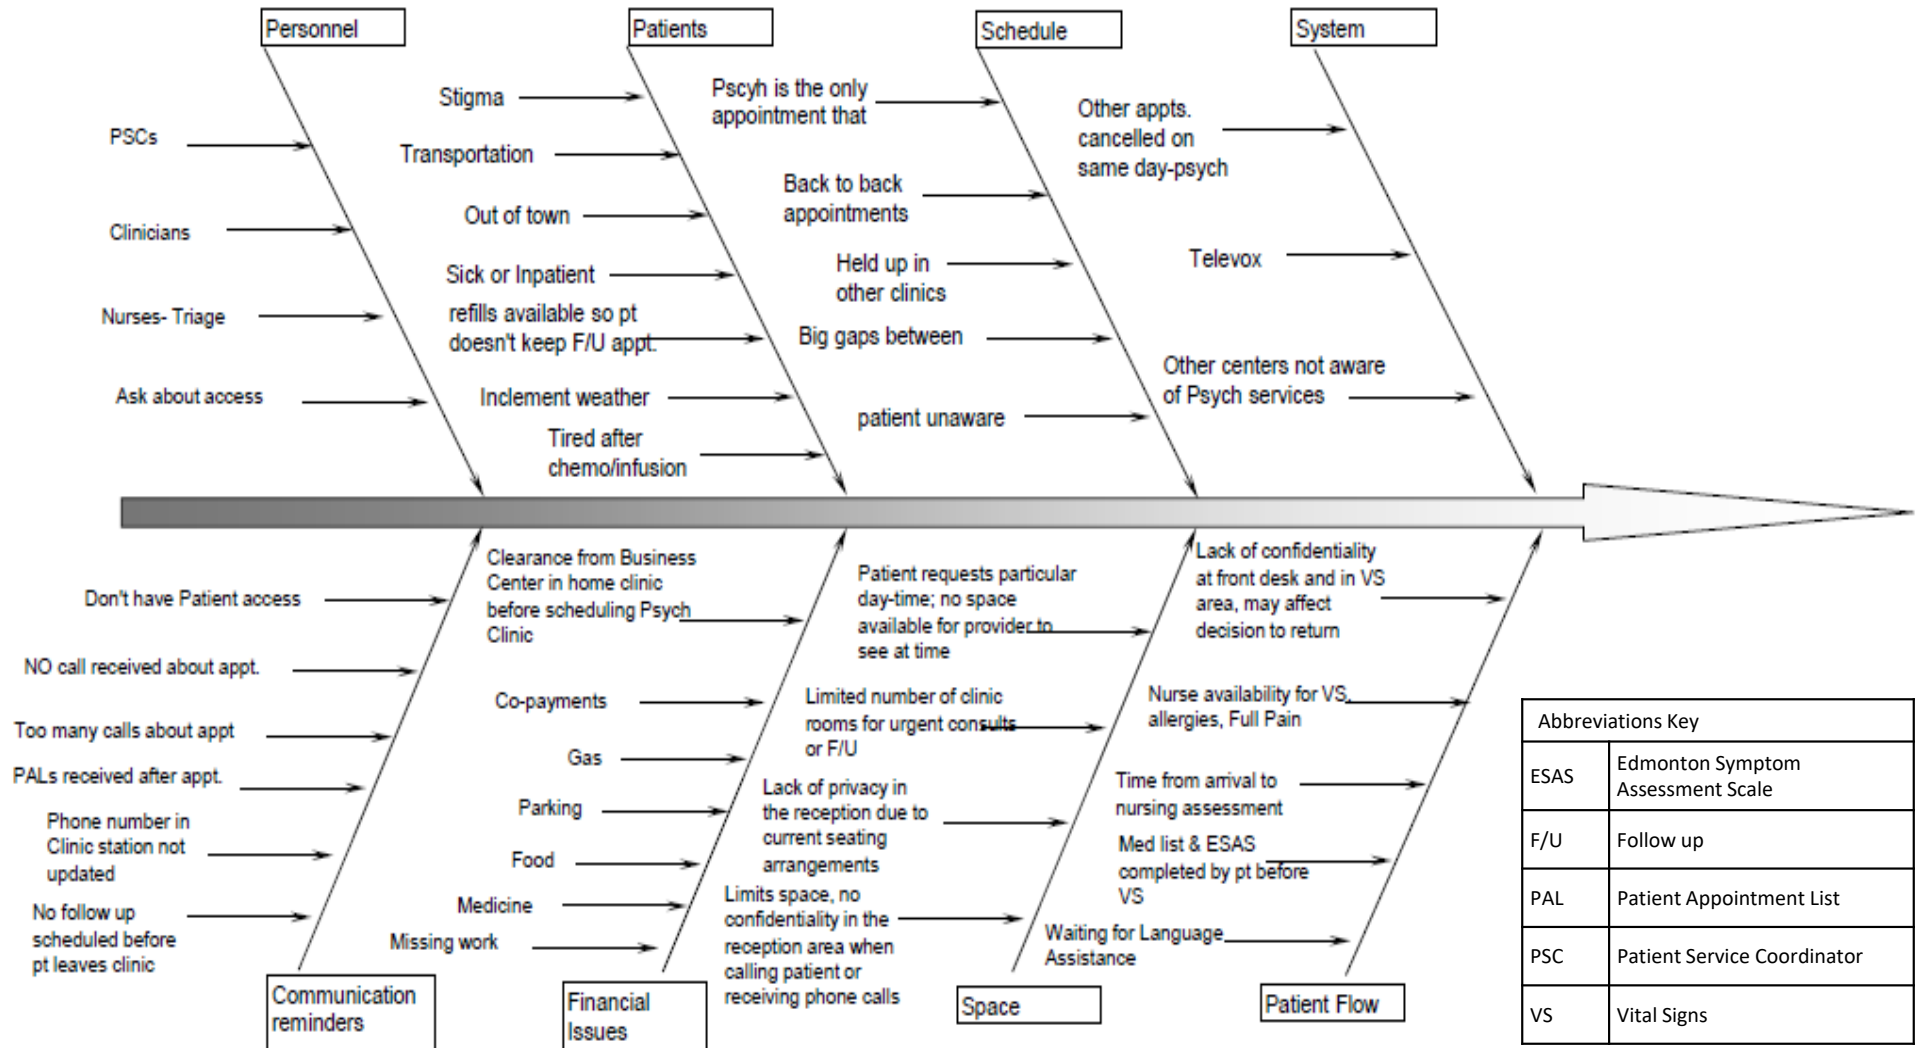 Personnel
Patients
Schedule
System
PSCs
Clinicians
Nurses- Triage
Ask about access
Stigma
Transportation
Out of town
Sick or Inpatient
refills available so pt
doesn't keep F/U appt.
Inclement weather
Tired after
chemo/infusion
Pscyh is the only
appointment that
Back to back
appointments
Held up in
other clinics
Big gaps between
patient unaware
Other appts.
cancelled on
same day-psych
Televox
Other centers not aware
of Psych services
Don't have Patient access
NO call received about appt.
Too many calls about appt
PALs received after appt.
Phone number in
Clinic station not
updated
No follow up
scheduled before
pt leaves clinic
Communication
reminders
Clearance from Business
Center in home clinic
before scheduling Psych
Clinic
Co-payments
Gas
Parking
Food
Medicine
Missing work
Financial
Issues
Patient requests particular
day-time; no space
available for provider to
see at time
Limited number of clinic
rooms for urgent consults
or F/U
Lack of privacy in
the reception due to
current seating
arrangements
Limits space, no
confidentiality in the
reception area when
calling patient or
receiving phone calls
Space
Lack of confidentiality
at front desk and in VS
area, may affect
decision to return
Nurse availability for VS,
allergies, Full Pain
Time from arrival to
nursing assessment
Med list & ESAS
completed by pt before
VS
Waiting for Language
Assistance
Patient Flow
Abbreviations Key
ESAS Edmonton Symptom
Assessment Scale
F/U Follow up
PAL Patient Appointment List
PSC Patient Service Coordinator
VS Vital Signs